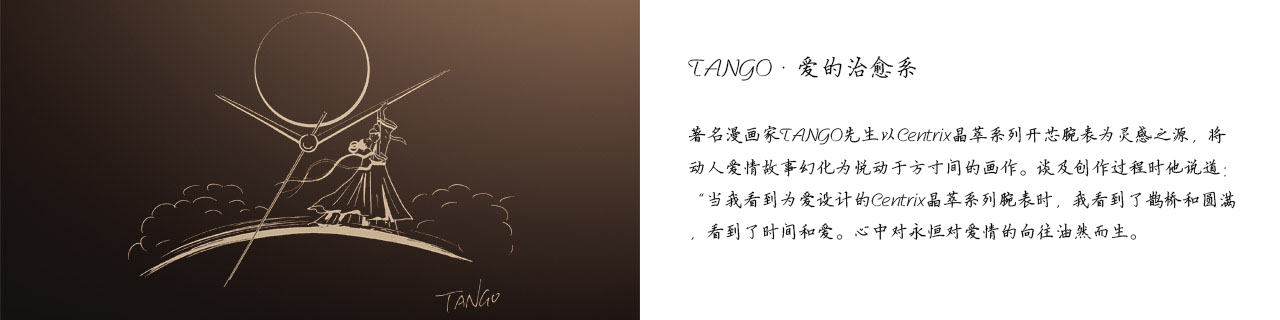 TANGO
TANGO · 爱的治愈系
著名漫画家TANGO先生以Centrix晶萃系列开芯腕表为灵感之源，将
动人爱情故事幻化为悦动于方寸间的画作。谈及创作过程时他说道：
“当我看到为爱设计的Centrix晶萃系列腕表时，我看到了鹊桥和圆满
，看到了时间和爱。心中对永恒对爱情的向往油然而生。